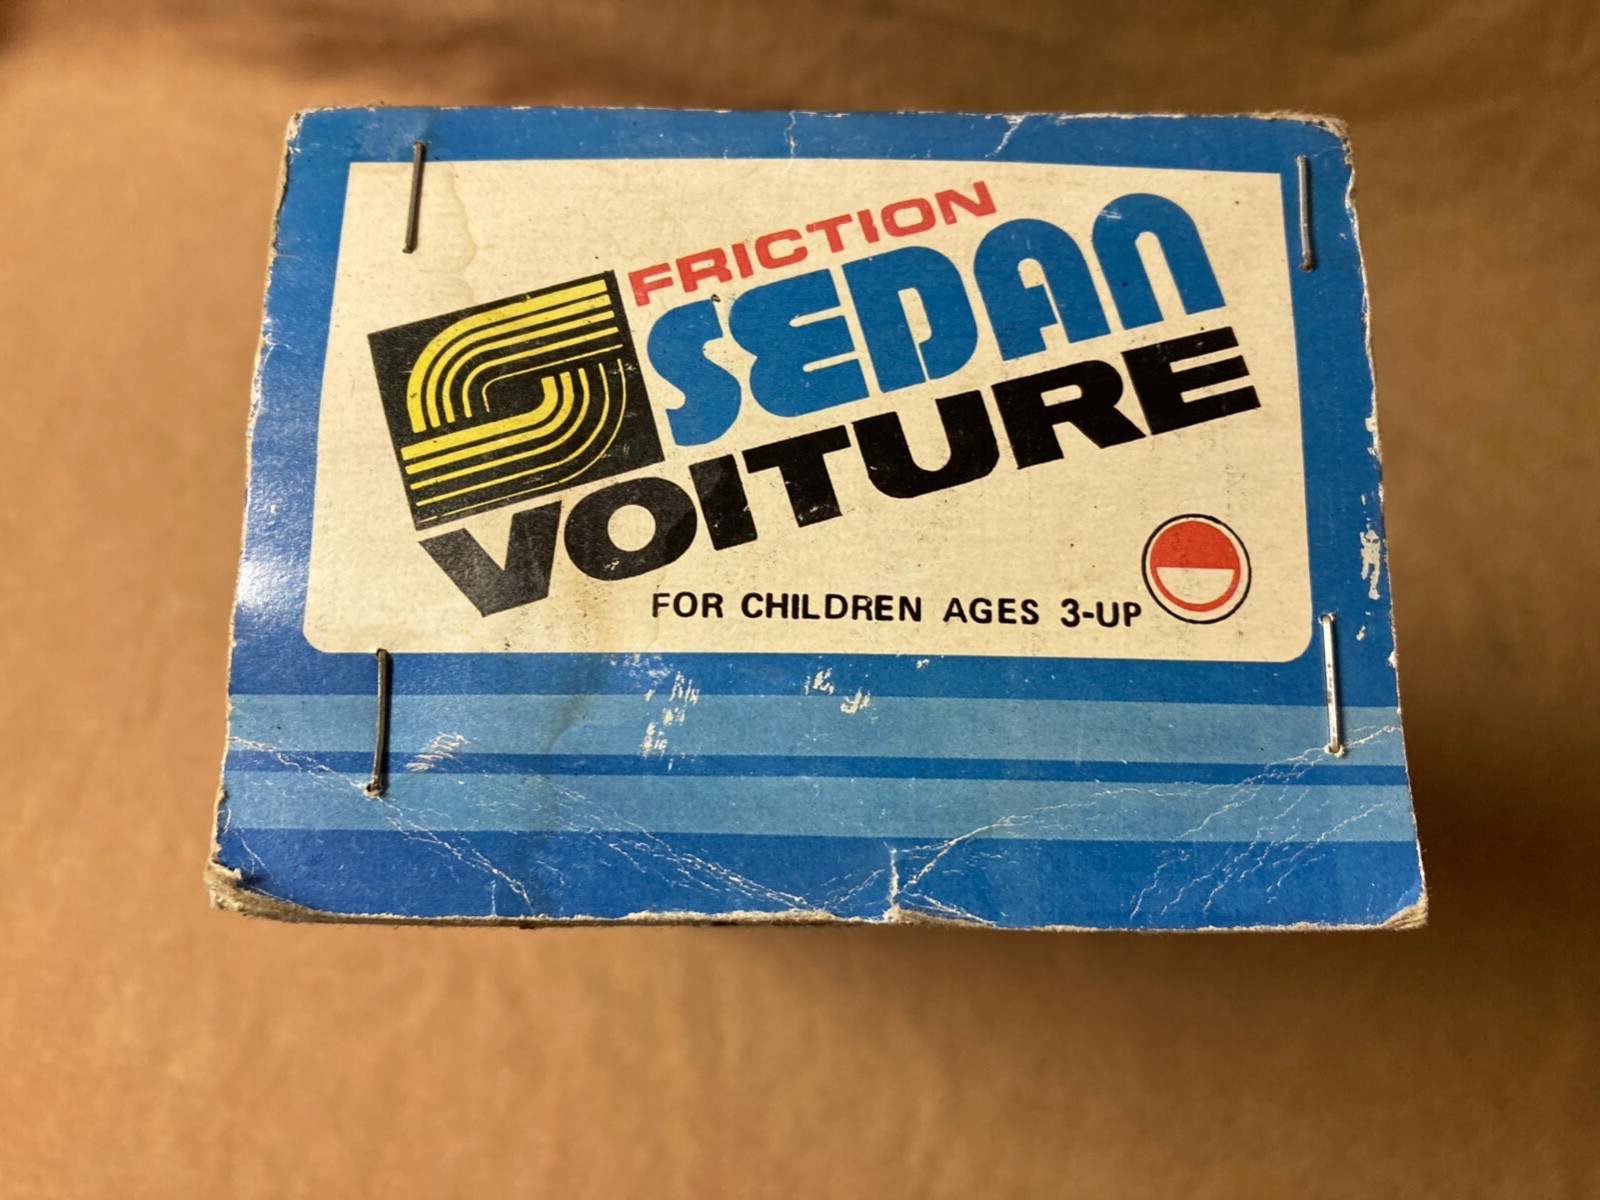 FRICTION
SEDAN
VOITURE
FOR CHILDREN AGES 3-UP